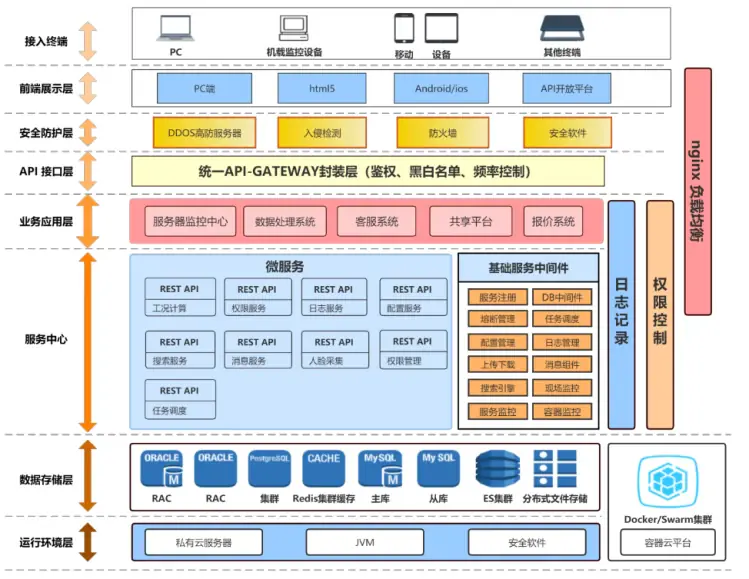 接入终端
PC
机载监控设备
移动
设备
其他终端
前端展示层
PC端
html5
Android/ios
API开放平台
安全防护层
DDOS高防服务器
入侵检测
防火墙
安全软件
API 接口层
统一API-GATEWAY封装层（鉴权、黑白名单、频率控制）
nginx 负载均衡
业务应用层
服务器监控中心
数据处理系统
客服系统
共享平台
报价系统
日志记录
权限控制
服务中心
微服务
REST API
工况计算
REST API
权限服务
REST API
日志服务
REST API
配置服务
REST API
搜索服务
REST API
消息服务
REST API
人脸采集
REST API
权限管理
REST API
任务调度
基础服务中间件
服务注册
DB中间件
熔断管理
任务调度
配置管理
日志管理
上传下载
消息组件
搜索引擎
现场监控
服务监控
容器监控
数据存储层
ORACLE
M
RAC
ORACLE
RAC
PostgreSQL
集群
CACHE
Redis集群缓存
MySQL
M
主库
My SQL
从库
ES集群
分布式文件存储
Docker/Swarm集群
容器云平台
运行环境层
私有云服务器
JVM
安全软件